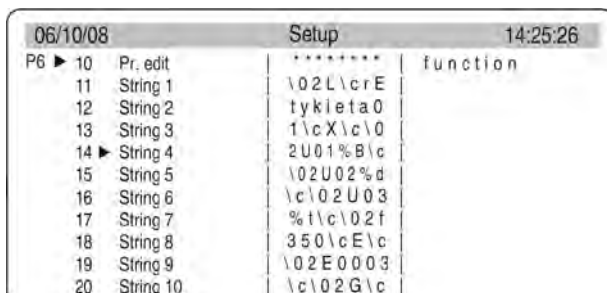 06/10/08 Setup 14:25:26
P6 ▶ 10 Pr. edit | ******** | function
11 String 1 | \02L\crE |
12 String 2 | tykieta0 |
13 String 3 | 1\cX\c\0 |
14 ▶ String 4 | 2U01%B\c |
15 String 5 | \02U02%d |
16 String 6 | \c\02U03 |
17 String 7 | %t\c\02f |
18 String 8 | 350\cE\c |
19 String 9 | \02E0003 |
20 String 10 | \c\02G\c |